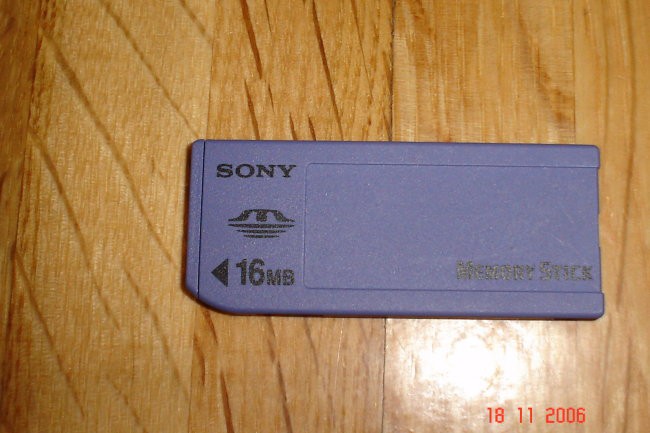 SONY
16MB
MEMORY STICK
18 11 2006